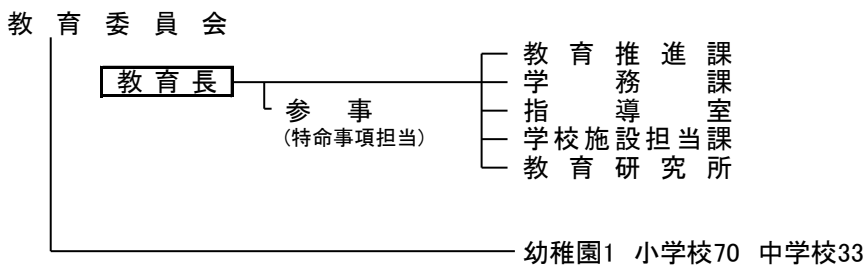 教育委員会
教育推進課
教育長 学務課
参事 指導室
(特命事項担当) 学校施設担当課
教育研究所
幼稚園1 小学校70 中学校33